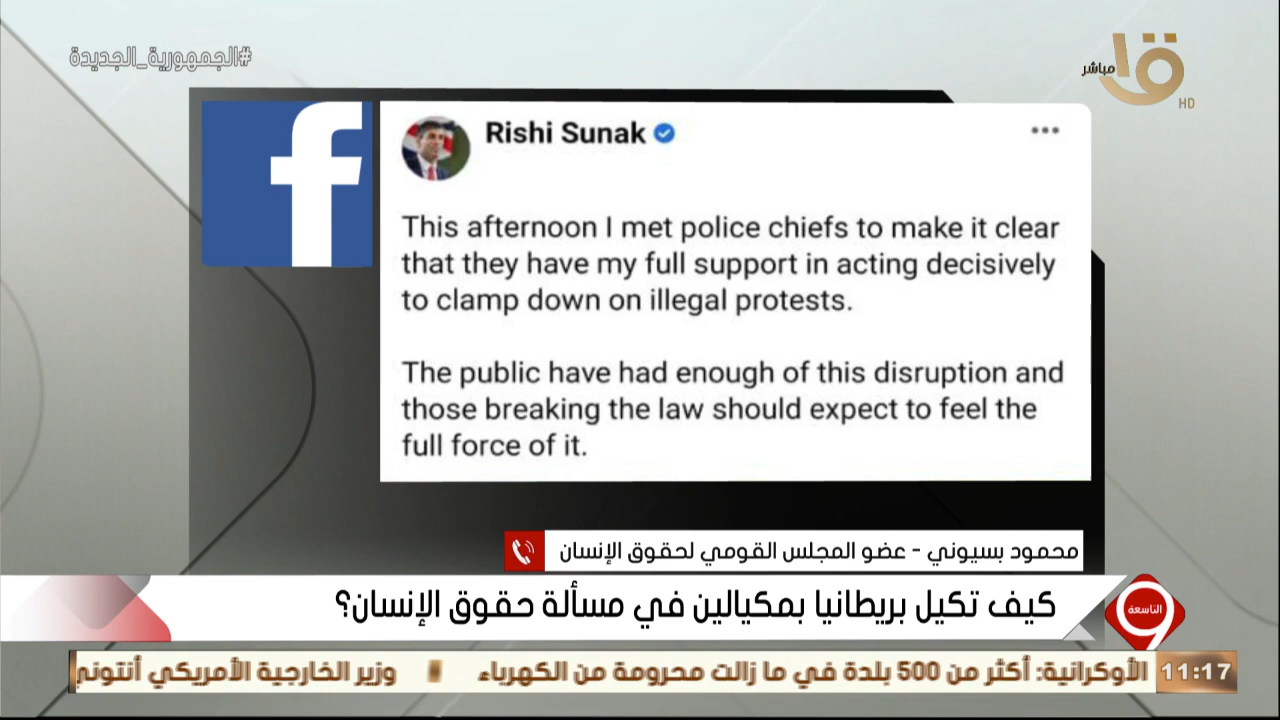 #الجمهورية_الجديدة
مباشر
HD
Rishi Sunak
This afternoon I met police chiefs to make it clear
that they have my full support in acting decisively
to clamp down on illegal protests.
The public have had enough of this disruption and
those breaking the law should expect to feel the
full force of it.
محمود بسيوني - عضو المجلس القومي لحقوق الإنسان
كيف تكيل بريطانيا بمكيالين في مسألة حقوق الإنسان؟
التاسعة
11:17
الأوكرانية: أكثر من 500 بلدة في ما زالت محرومة من الكهرباء
وزير الخارجية الأمريكي أنتوني